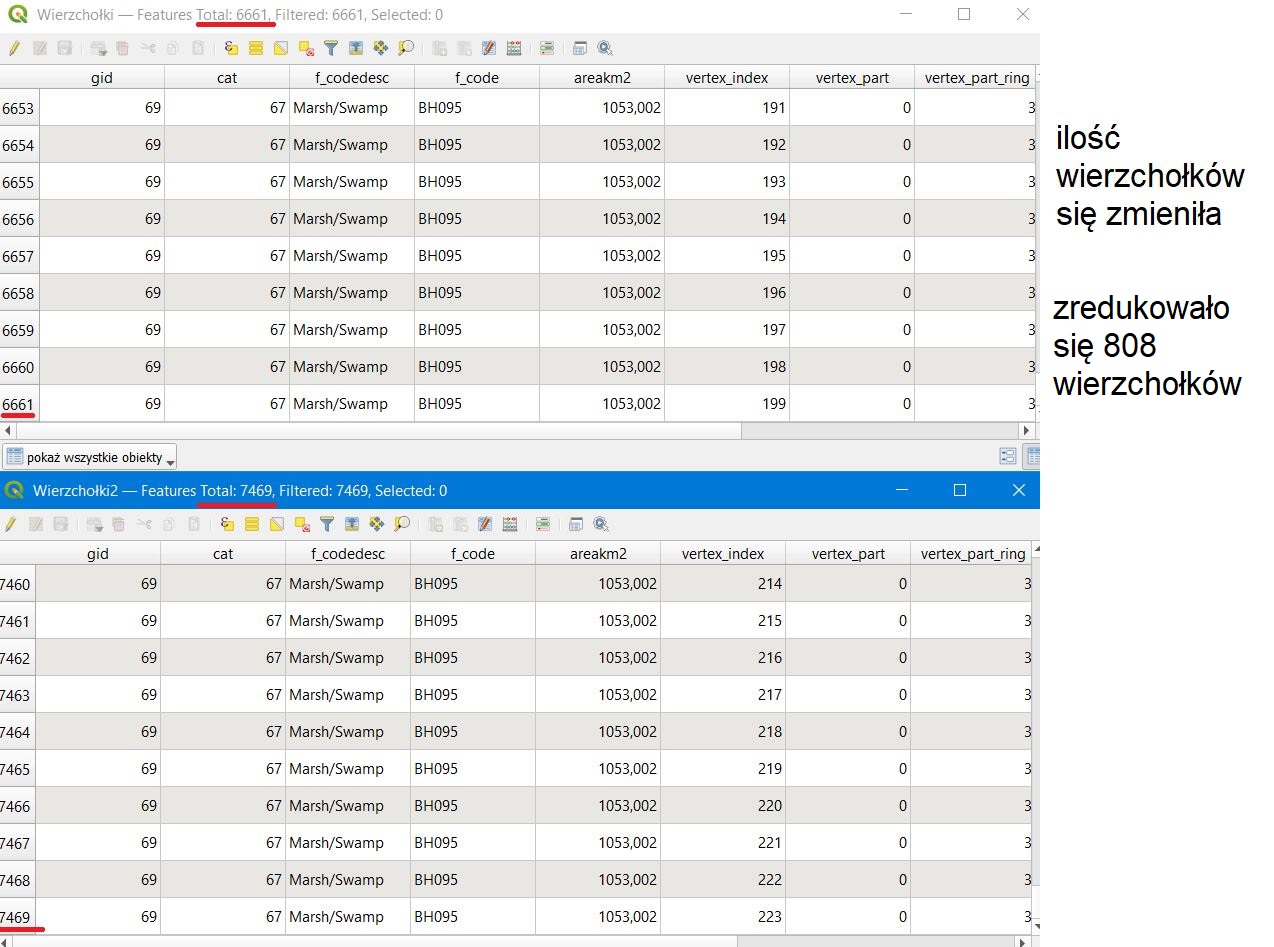 Wierzchołki — Features Total: 6661, Filtered: 6661, Selected: 0
gid cat f_codedesc f_code areakm2 vertex_index vertex_part vertex_part_ring
6653 69 67 Marsh/Swamp BH095 1053,002 191 0 3
6654 69 67 Marsh/Swamp BH095 1053,002 192 0 3
6655 69 67 Marsh/Swamp BH095 1053,002 193 0 3
6656 69 67 Marsh/Swamp BH095 1053,002 194 0 3
6657 69 67 Marsh/Swamp BH095 1053,002 195 0 3
6658 69 67 Marsh/Swamp BH095 1053,002 196 0 3
6659 69 67 Marsh/Swamp BH095 1053,002 197 0 3
6660 69 67 Marsh/Swamp BH095 1053,002 198 0 3
6661 69 67 Marsh/Swamp BH095 1053,002 199 0 3
pokaż wszystkie obiekty
Wierzchołki2 — Features Total: 7469, Filtered: 7469, Selected: 0
gid cat f_codedesc f_code areakm2 vertex_index vertex_part vertex_part_ring
7460 69 67 Marsh/Swamp BH095 1053,002 214 0 3
7461 69 67 Marsh/Swamp BH095 1053,002 215 0 3
7462 69 67 Marsh/Swamp BH095 1053,002 216 0 3
7463 69 67 Marsh/Swamp BH095 1053,002 217 0 3
7464 69 67 Marsh/Swamp BH095 1053,002 218 0 3
7465 69 67 Marsh/Swamp BH095 1053,002 219 0 3
7466 69 67 Marsh/Swamp BH095 1053,002 220 0 3
7467 69 67 Marsh/Swamp BH095 1053,002 221 0 3
7468 69 67 Marsh/Swamp BH095 1053,002 222 0 3
7469 69 67 Marsh/Swamp BH095 1053,002 223 0 3
ilość
wierzchołków
się zmieniła
zredukowało
się 808
wierzchołków